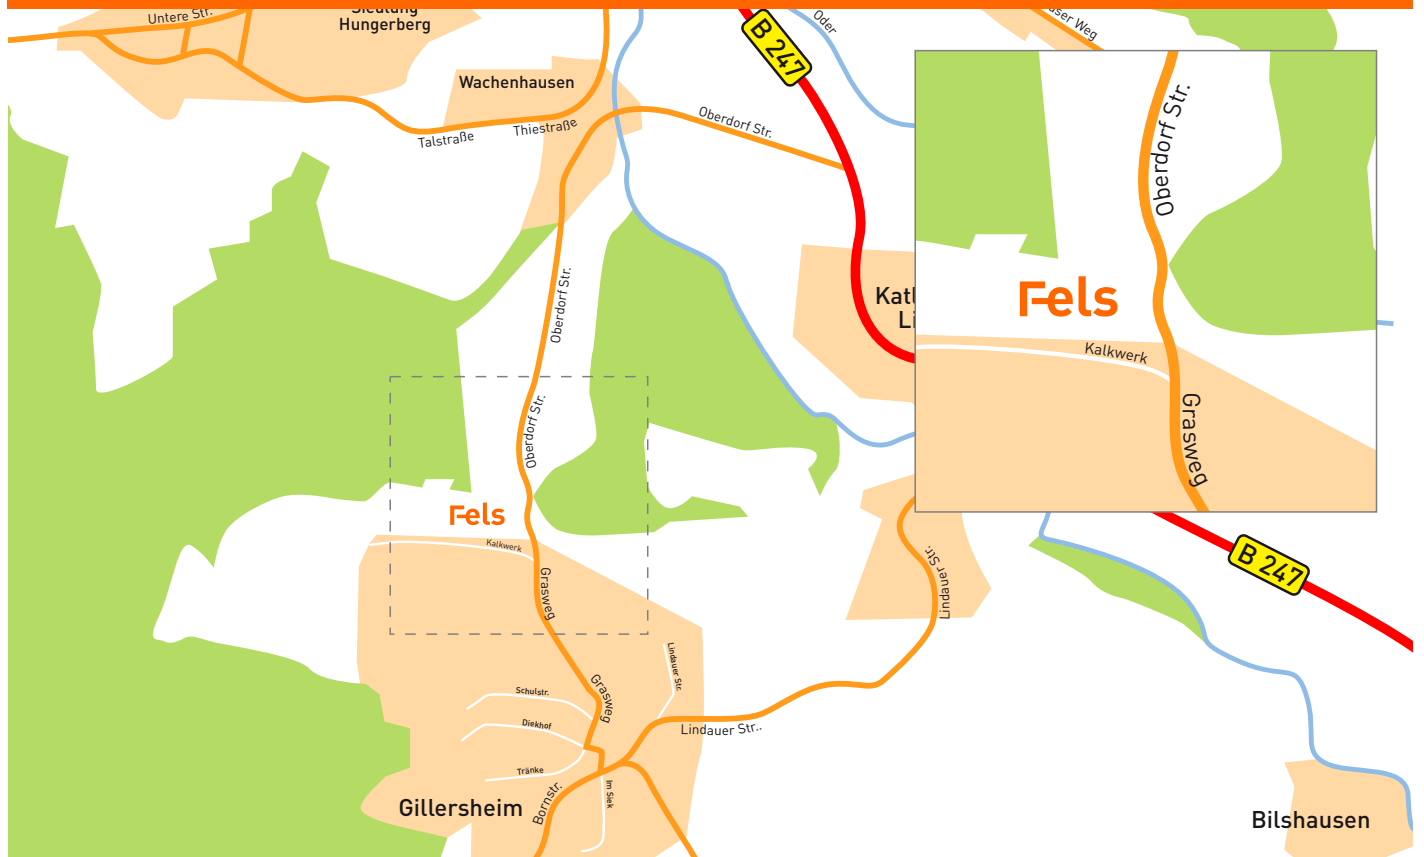 Siedlung
Hungerberg
Untere Str.
Wachenhausen
Talstraße
Thiestraße
Oberdorf Str.
B 247
Oder
Weg
Oberdorf Str.
Oberdorf Str.
Fels
Kalkwerk
Grasweg
Oberdorf Str.
Fels
Kalkwerk
Grasweg
B 247
Lindauer Str.
Lindauer Str.
Grasweg
Schulstr.
Diekhof
Tränke
Lindauer Str..
Im Siek
Bornstr.
Gillersheim
Bilshausen